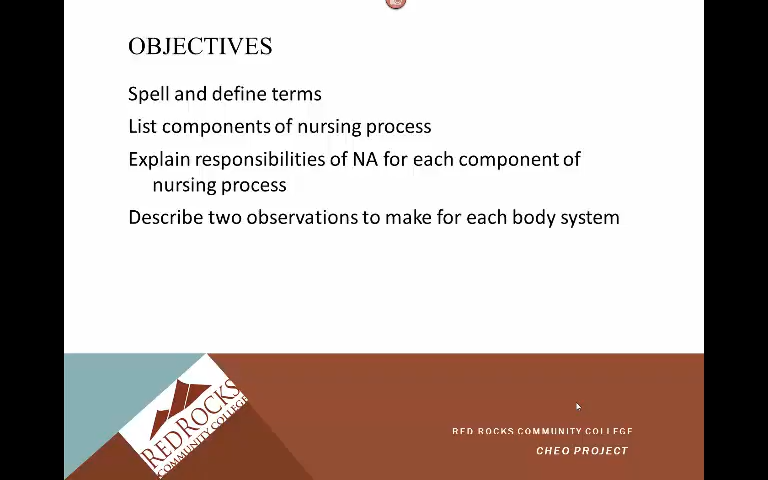 OBJECTIVES
Spell and define terms
List components of nursing process
Explain responsibilities of NA for each component of
nursing process
Describe two observations to make for each body system
RED ROCKS
COMMUNITY COLLEGE
RED ROCKS COMMUNITY COLLEGE
CHEO PROJECT